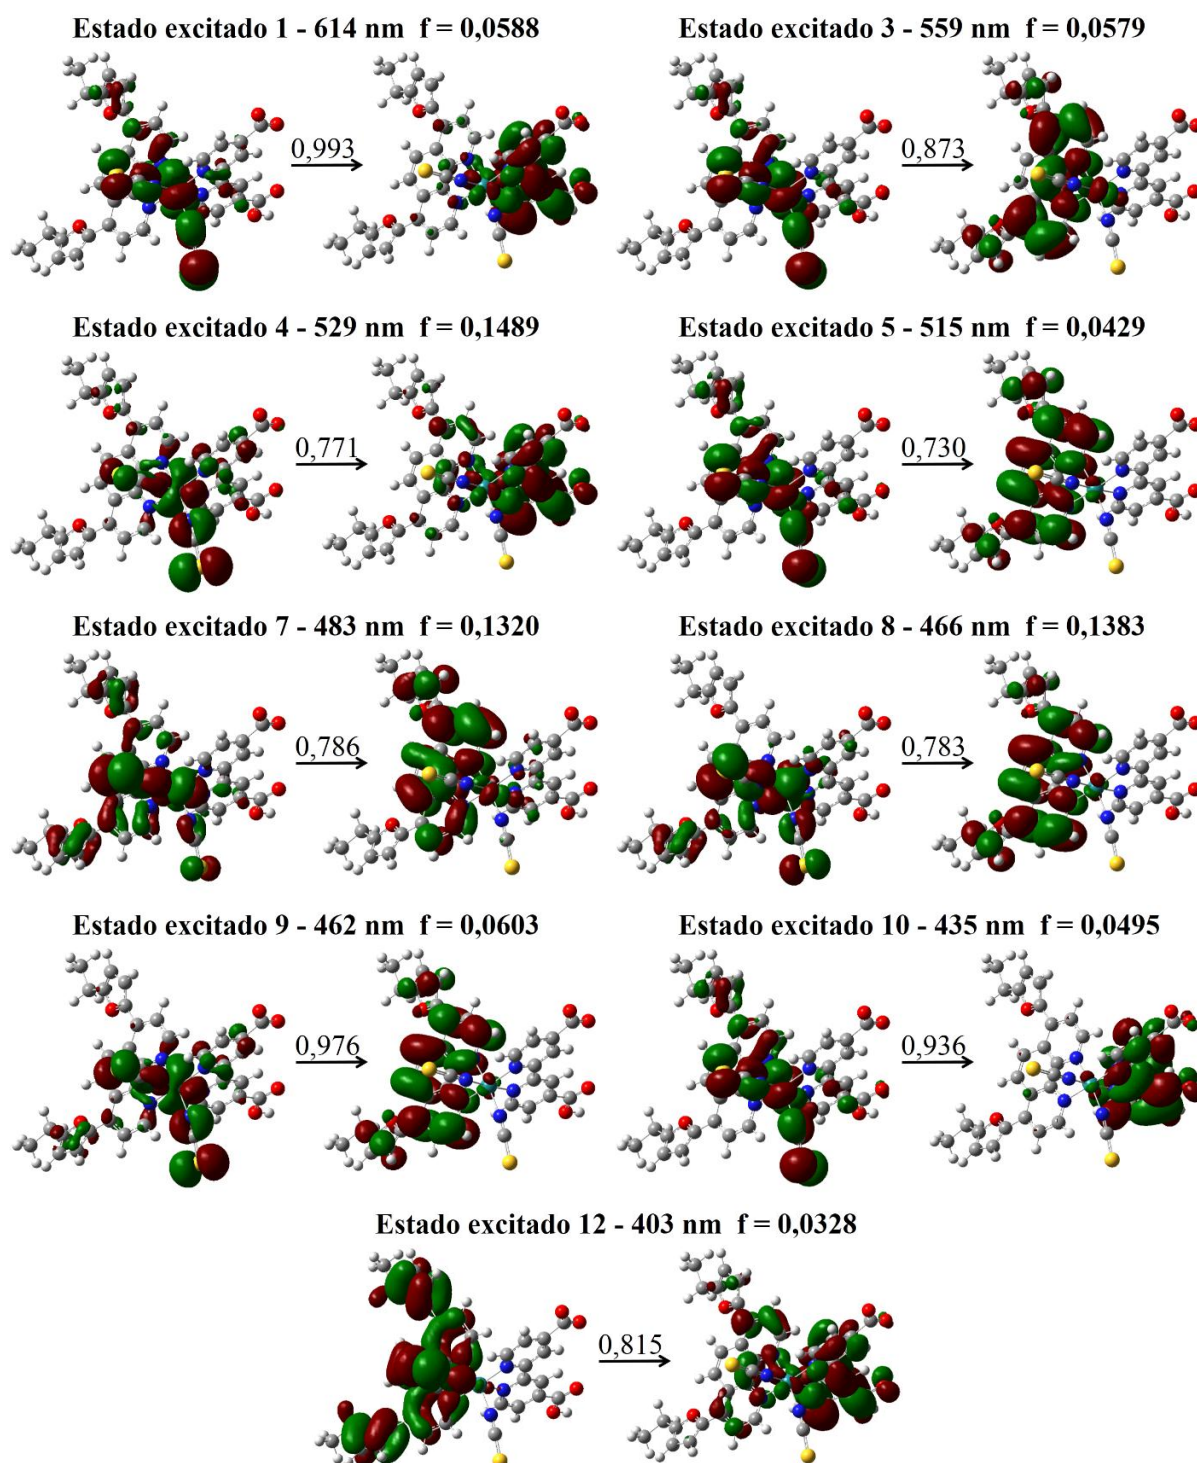 Estado excitado 1 - 614 nm f = 0,0588
0,993
Estado excitado 3 - 559 nm f = 0,0579
0,873
Estado excitado 4 - 529 nm f = 0,1489
0,771
Estado excitado 5 - 515 nm f = 0,0429
0,730
Estado excitado 7 - 483 nm f = 0,1320
0,786
Estado excitado 8 - 466 nm f = 0,1383
0,783
Estado excitado 9 - 462 nm f = 0,0603
0,976
Estado excitado 10 - 435 nm f = 0,0495
0,936
Estado excitado 12 - 403 nm f = 0,0328
0,815